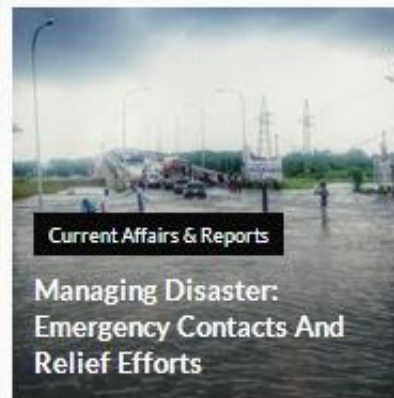 Current Affairs & Reports
Managing Disaster:
Emergency Contacts And
Relief Efforts